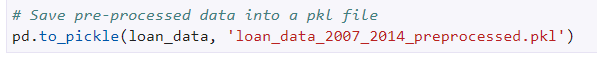 # Save pre-processed data into a pkl file
pd.to_pickle(loan_data, 'loan_data_2007_2014_preprocessed.pkl')